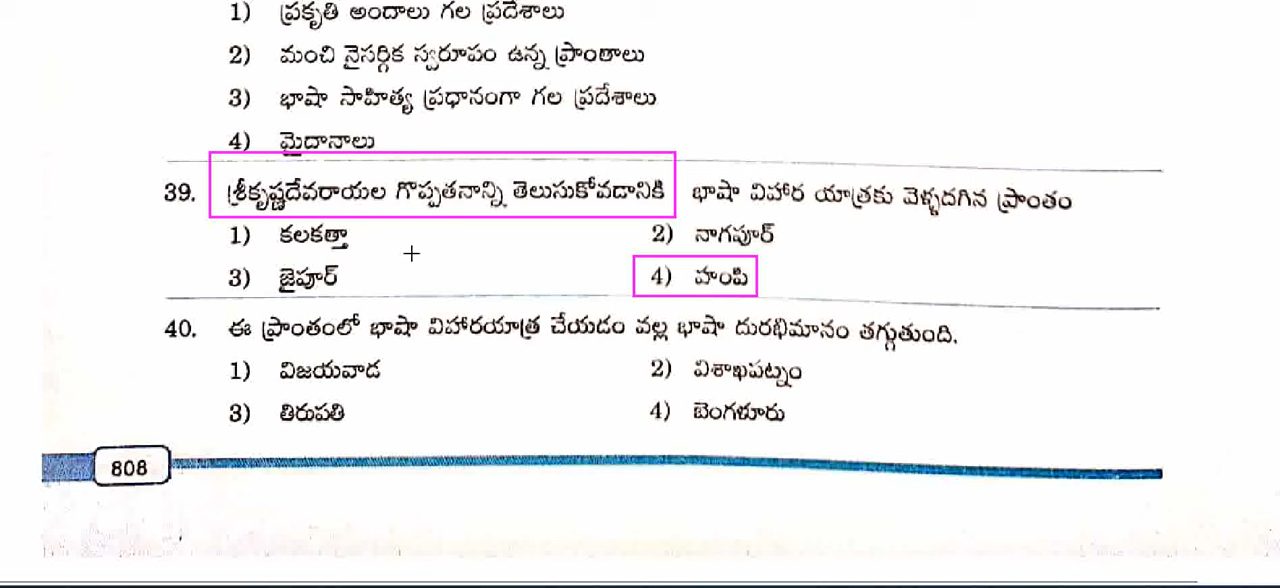 1) ప్రకృతి అందాలు గల ప్రదేశాలు
2) మంచి నైసర్గిక స్వరూపం ఉన్న ప్రాంతాలు
3) భాషా సాహిత్య ప్రధానంగా గల ప్రదేశాలు
4) మైదానాలు
39. శ్రీకృష్ణదేవరాయల గొప్పతనాన్ని తెలుసుకోవడానికి భాషా విహార యాత్రకు వెళ్ళదగిన ప్రాంతం
1) కలకత్తా 2) నాగపూర్
3) జైపూర్ 4) హంపి
40. ఈ ప్రాంతంలో భాషా విహారయాత్ర చేయడం వల్ల భాషా దురభిమానం తగ్గుతుంది.
1) విజయవాడ 2) విశాఖపట్నం
3) తిరుపతి 4) బెంగళూరు
808